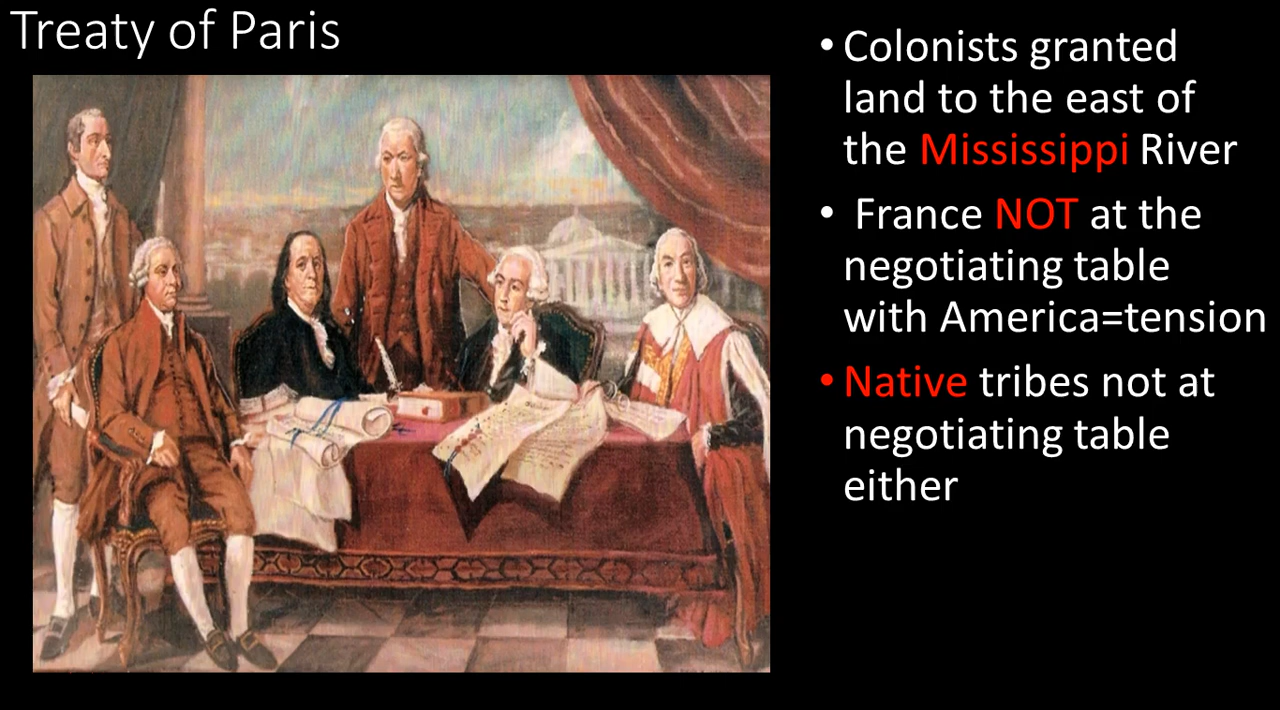 Treaty of Paris
• Colonists granted
land to the east of
the Mississippi River
• France NOT at the
negotiating table
with America=tension
• Native tribes not at
negotiating table
either